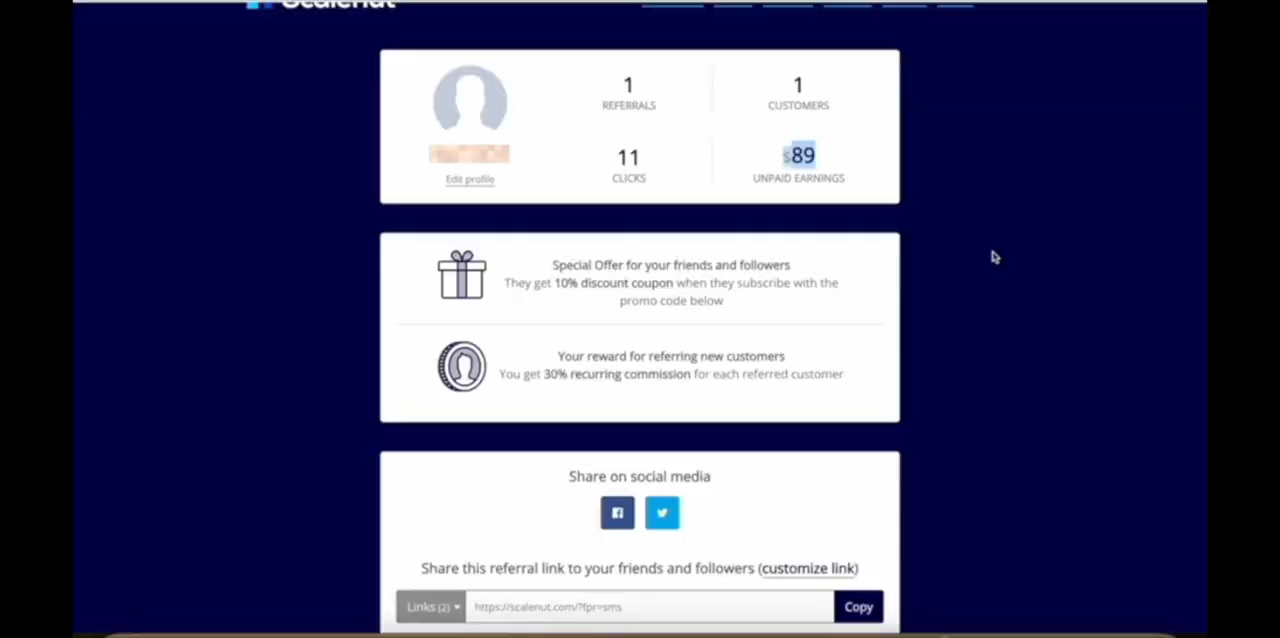 Scalenut
1
REFERRALS
1
CUSTOMERS
Edit profile
11
CLICKS
$89
UNPAID EARNINGS
Special Offer for your friends and followers
They get 10% discount coupon when they subscribe with the
promo code below
Your reward for referring new customers
You get 30% recurring commission for each referred customer
Share on social media
Share this referral link to your friends and followers (customize link)
Links (2)
https://scalenut.com/?fpr=sms
Copy